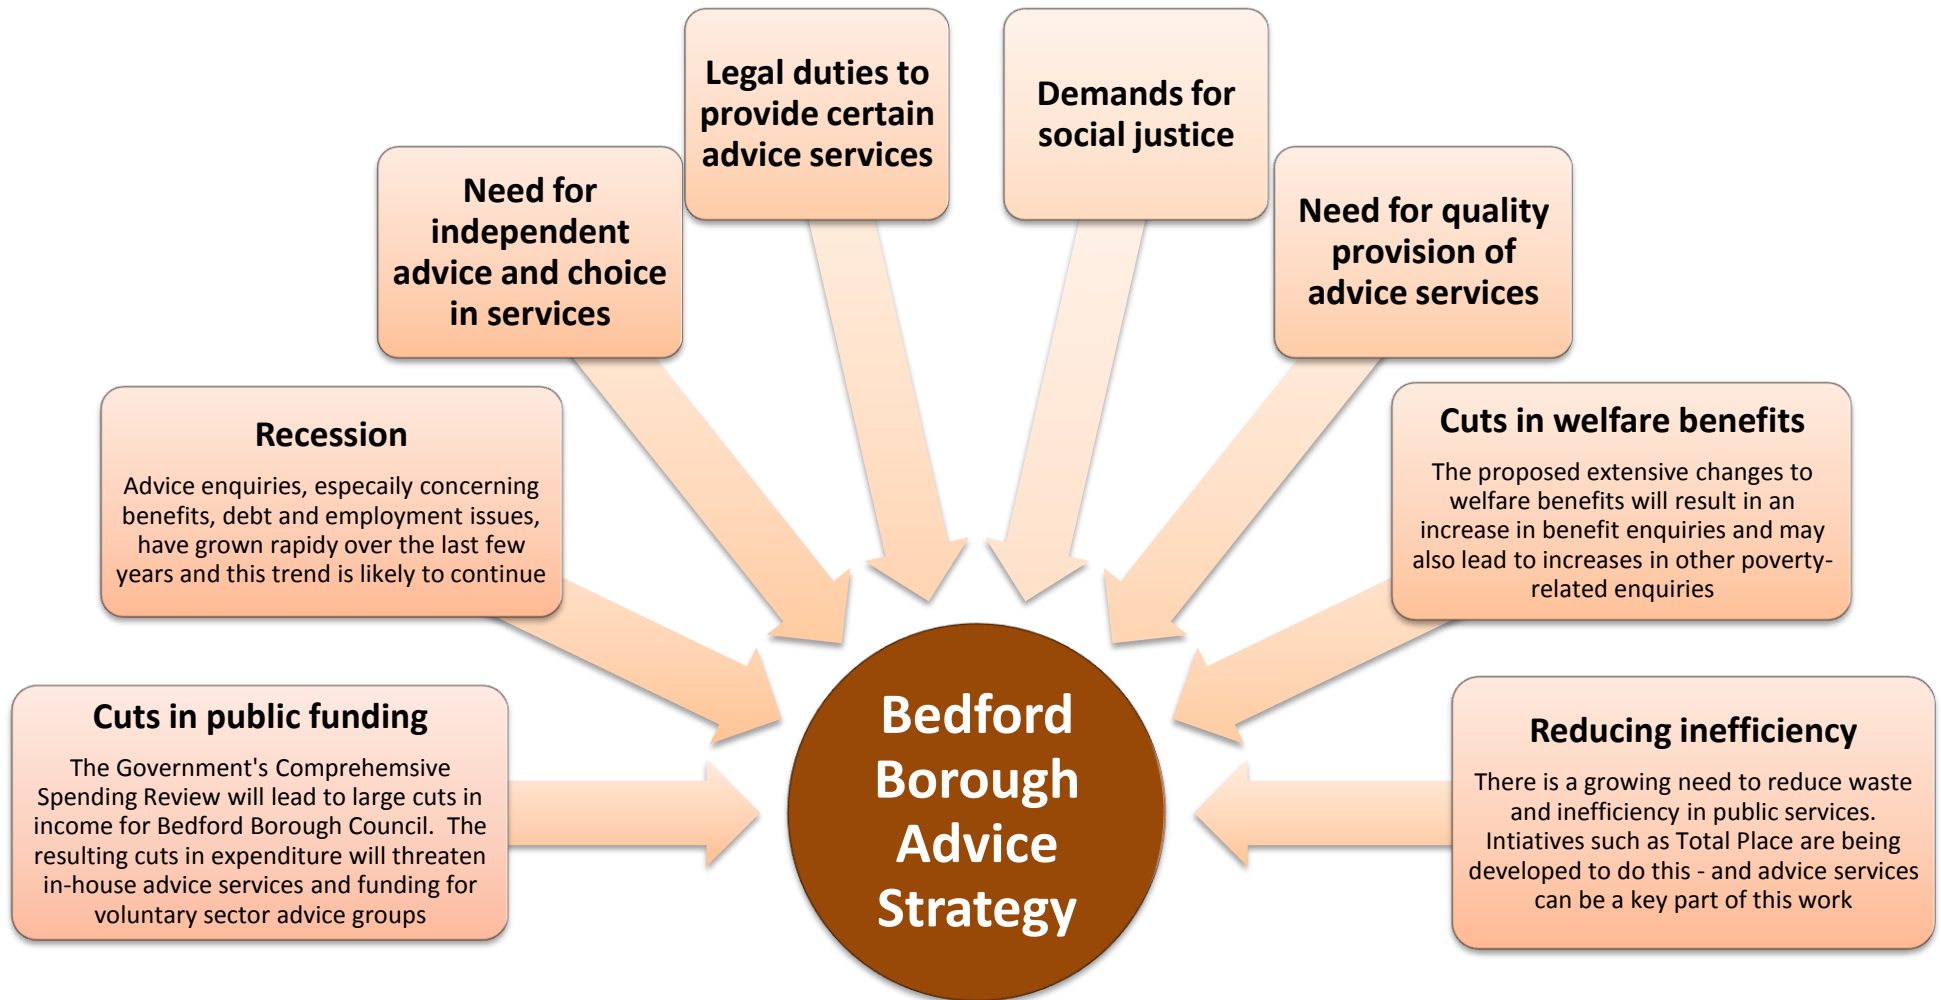 Legal duties to
provide certain
advice services
Demands for
social justice
Need for
independent
advice and choice
in services
Need for quality
provision of
advice services
Recession
Advice enquiries, especaily concerning
benefits, debt and employment issues,
have grown rapidy over the last few
years and this trend is likely to continue
Cuts in welfare benefits
The proposed extensive changes to
welfare benefits will result in an
increase in benefit enquiries and may
also lead to increases in other poverty-
related enquiries
Cuts in public funding
The Government's Comprehemsive
Spending Review will lead to large cuts in
income for Bedford Borough Council.  The
resulting cuts in expenditure will threaten
in-house advice services and funding for
voluntary sector advice groups
Bedford
Borough
Advice
Strategy
Reducing inefficiency
There is a growing need to reduce waste
and inefficiency in public services.
Intiatives such as Total Place are being
developed to do this - and advice services
can be a key part of this work